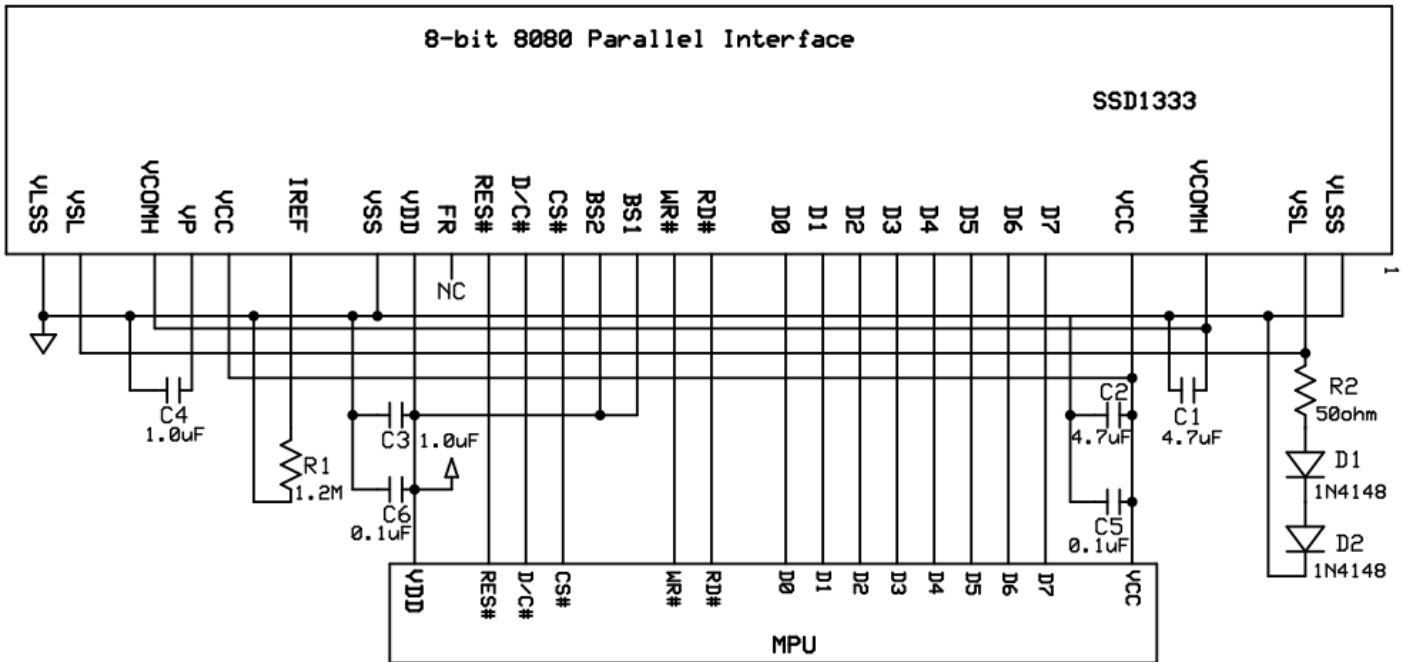 8-bit 8080 Parallel Interface
SSD1333
VLSS
VSL
VCOMH
VP
VCC
IREF
VSS
VDD
FR
RES#
D/C#
CS#
BS2
BS1
WR#
RD#
D0
D1
D2
D3
D4
D5
D6
D7
VCC
VCOMH
VSL
VLSS
1
NC
C4
1.0uF
R1
1.2M
C3 1.0uF
C6
0.1uF
C2
4.7uF
C1
4.7uF
C5
0.1uF
R2
50ohm
D1
1N4148
D2
1N4148
VDD
RES#
D/C#
CS#
WR#
RD#
D0
D1
D2
D3
D4
D5
D6
D7
VCC
MPU